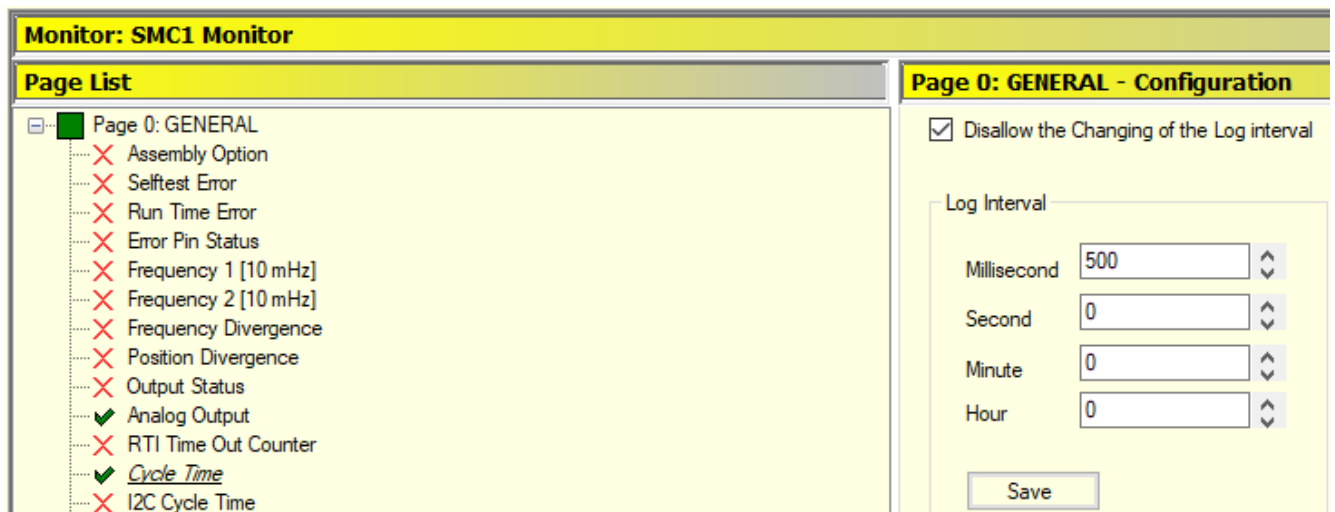 Monitor: SMC1 Monitor
Page List
Page 0: GENERAL
Assembly Option
Selftest Error
Run Time Error
Error Pin Status
Frequency 1 [10 mHz]
Frequency 2 [10 mHz]
Frequency Divergence
Position Divergence
Output Status
Analog Output
RTI Time Out Counter
Cycle Time
I2C Cycle Time
Page 0: GENERAL - Configuration
Disallow the Changing of the Log interval
Log Interval
Millisecond 500
Second 0
Minute 0
Hour 0
Save